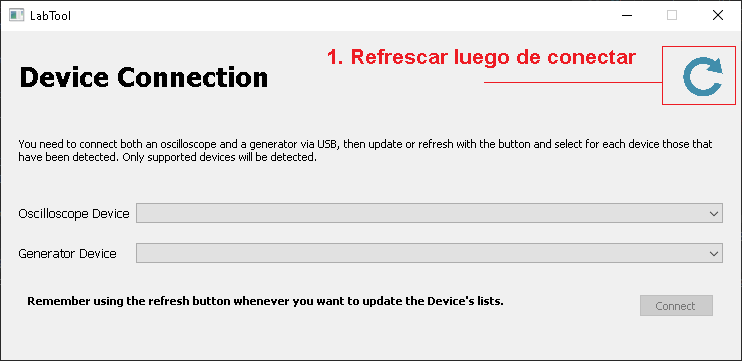 LabTool
1. Refrescar luego de conectar
Device Connection
You need to connect both an oscilloscope and a generator via USB, then update or refresh with the button and select for each device those that
have been detected. Only supported devices will be detected.
Oscilloscope Device
Generator Device
Remember using the refresh button whenever you want to update the Device's lists.
Connect